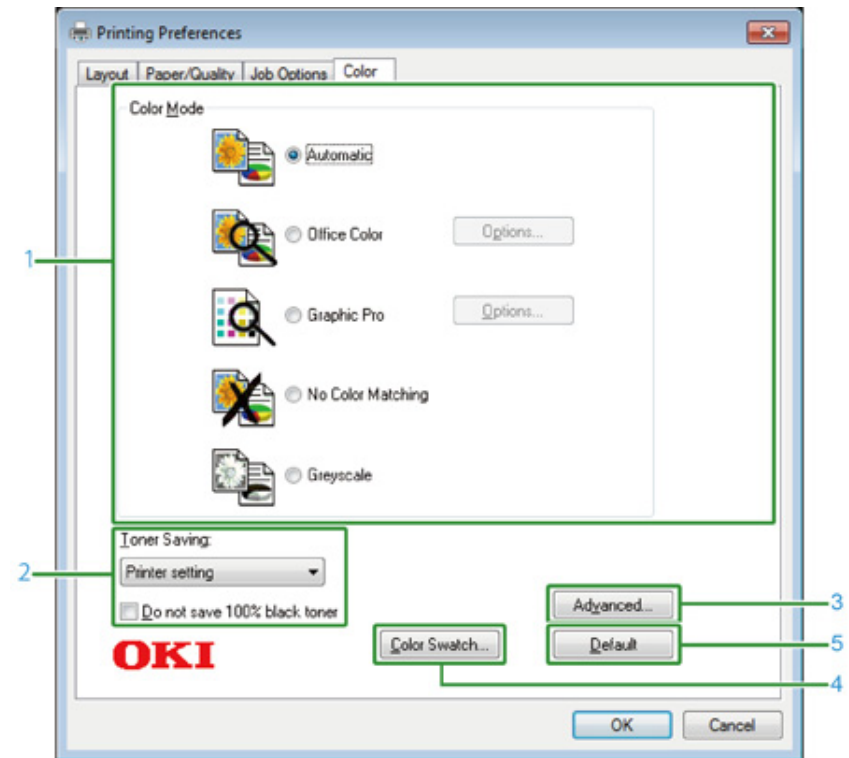 Printing Preferences
Layout Paper/Quality Job Options Color
Color Mode
Automatic
1
Office Color Options...
Graphic Pro Options...
No Color Matching
Greyscale
Toner Saving:
2
Printer setting
Do not save 100% black toner
Advanced... 3
OKI
Color Swatch... Default 5
4
OK Cancel